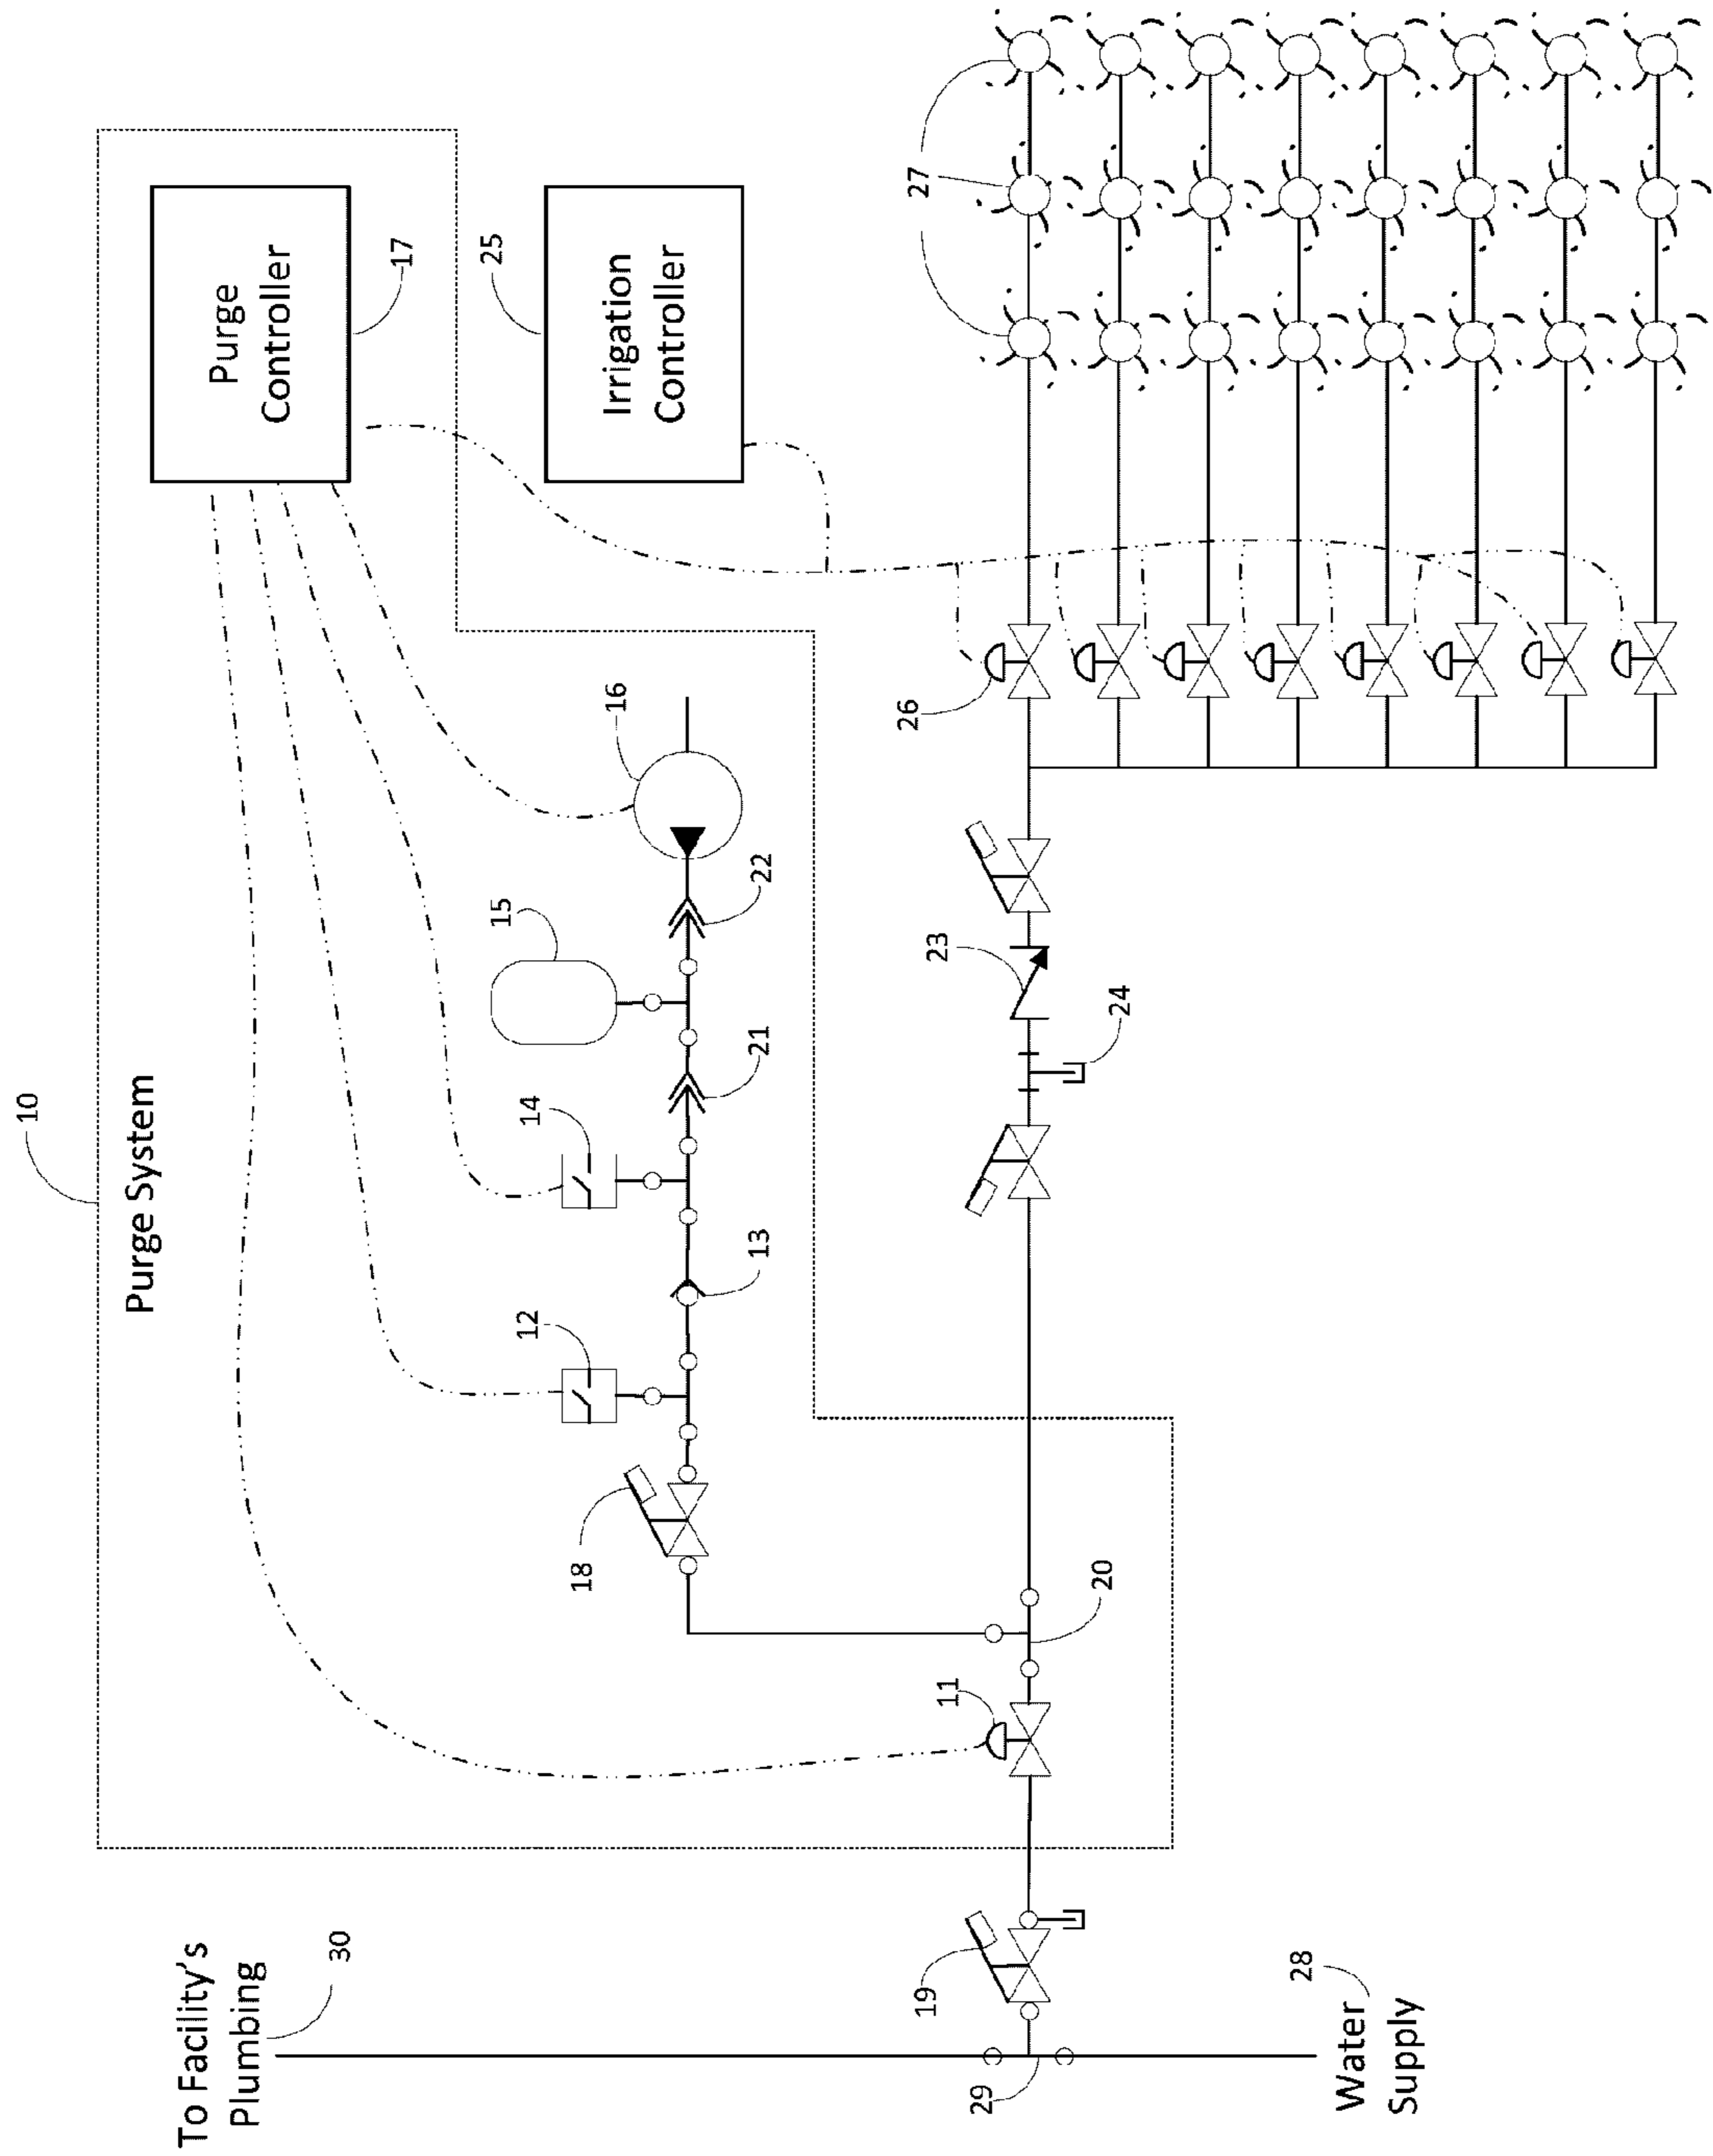 10
Purge System
To Facility's
Plumbing
30
Purge
Controller
17
25
Irrigation
Controller
12
14
15
16
18
13
21
22
19
11
23
26
27
29
20
24
28
Water
Supply